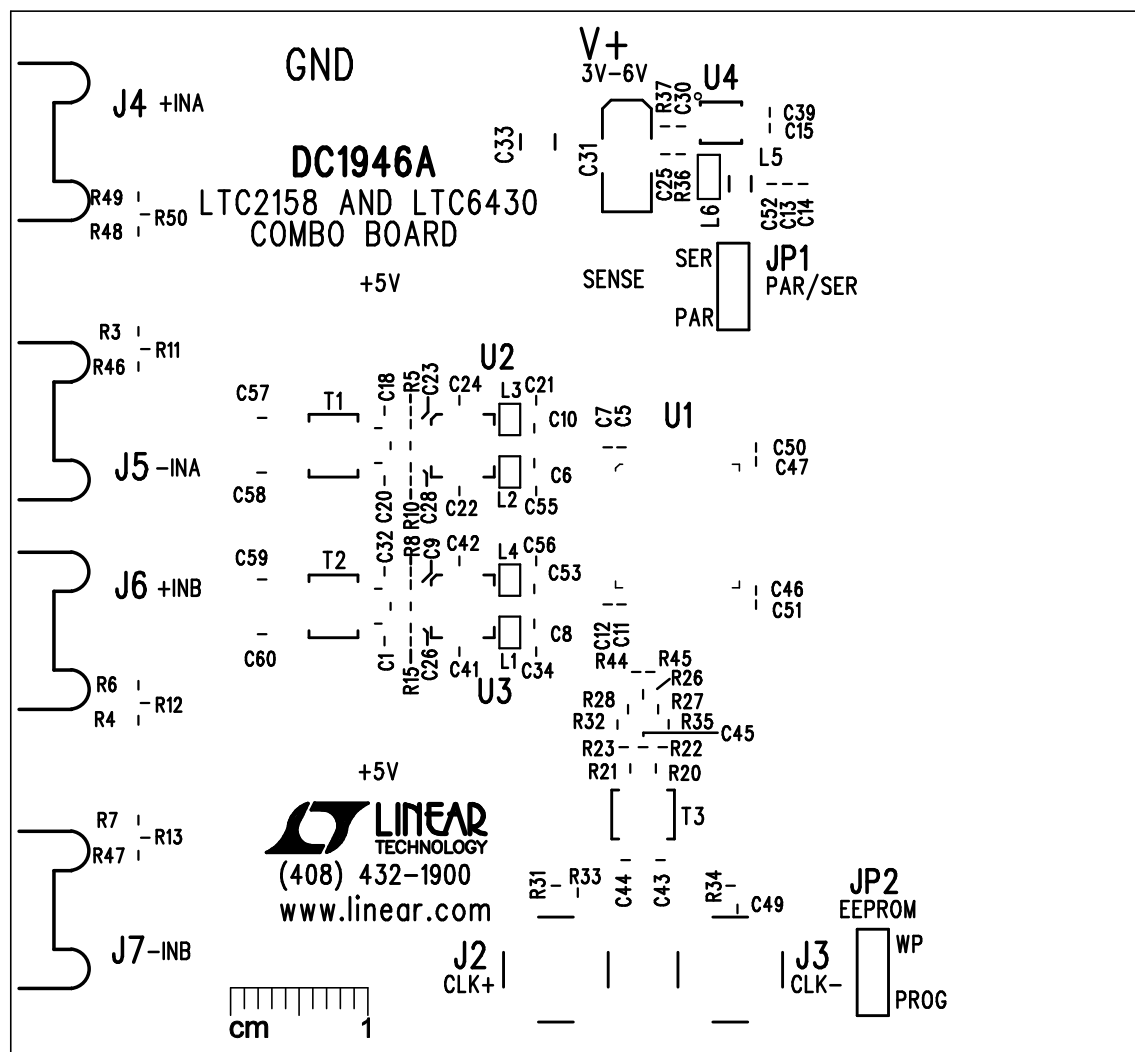 V+
GND
3V-6V
U4
J4 +INA
R37
C30
C39
C15
C33
C31
DC1946A
L5
R49
R50
R48
LTC2158 AND LTC6430
COMBO BOARD
C25
R36
L6
C52
C13
C14
SER
JP1
PAR/SER
SENSE
+5V
PAR
R3
R11
R46
U2
C57
T1
C18
R5
C23
C24
L3
C21
C10
C7
C5
U1
C50
C47
J5 -INA
C58
C20
R10
C28
C22
L2
C6
C55
C59
T2
C32
R8
C9
C42
L4
C56
C53
J6 +INB
C46
C51
C60
C1
R15
C26
C41
L1
C8
C34
C12
C11
U3
R44
R45
R26
R6
R12
R4
R28
R27
R32
R35
C45
R23
R22
R21
R20
+5V
R7
R13
R47
LINEAR
TECHNOLOGY
T3
(408) 432-1900
www.linear.com
R31
R33
C44
C43
R34
C49
JP2
EEPROM
WP
PROG
J7 -INB
J2
CLK+
J3
CLK-
cm 1